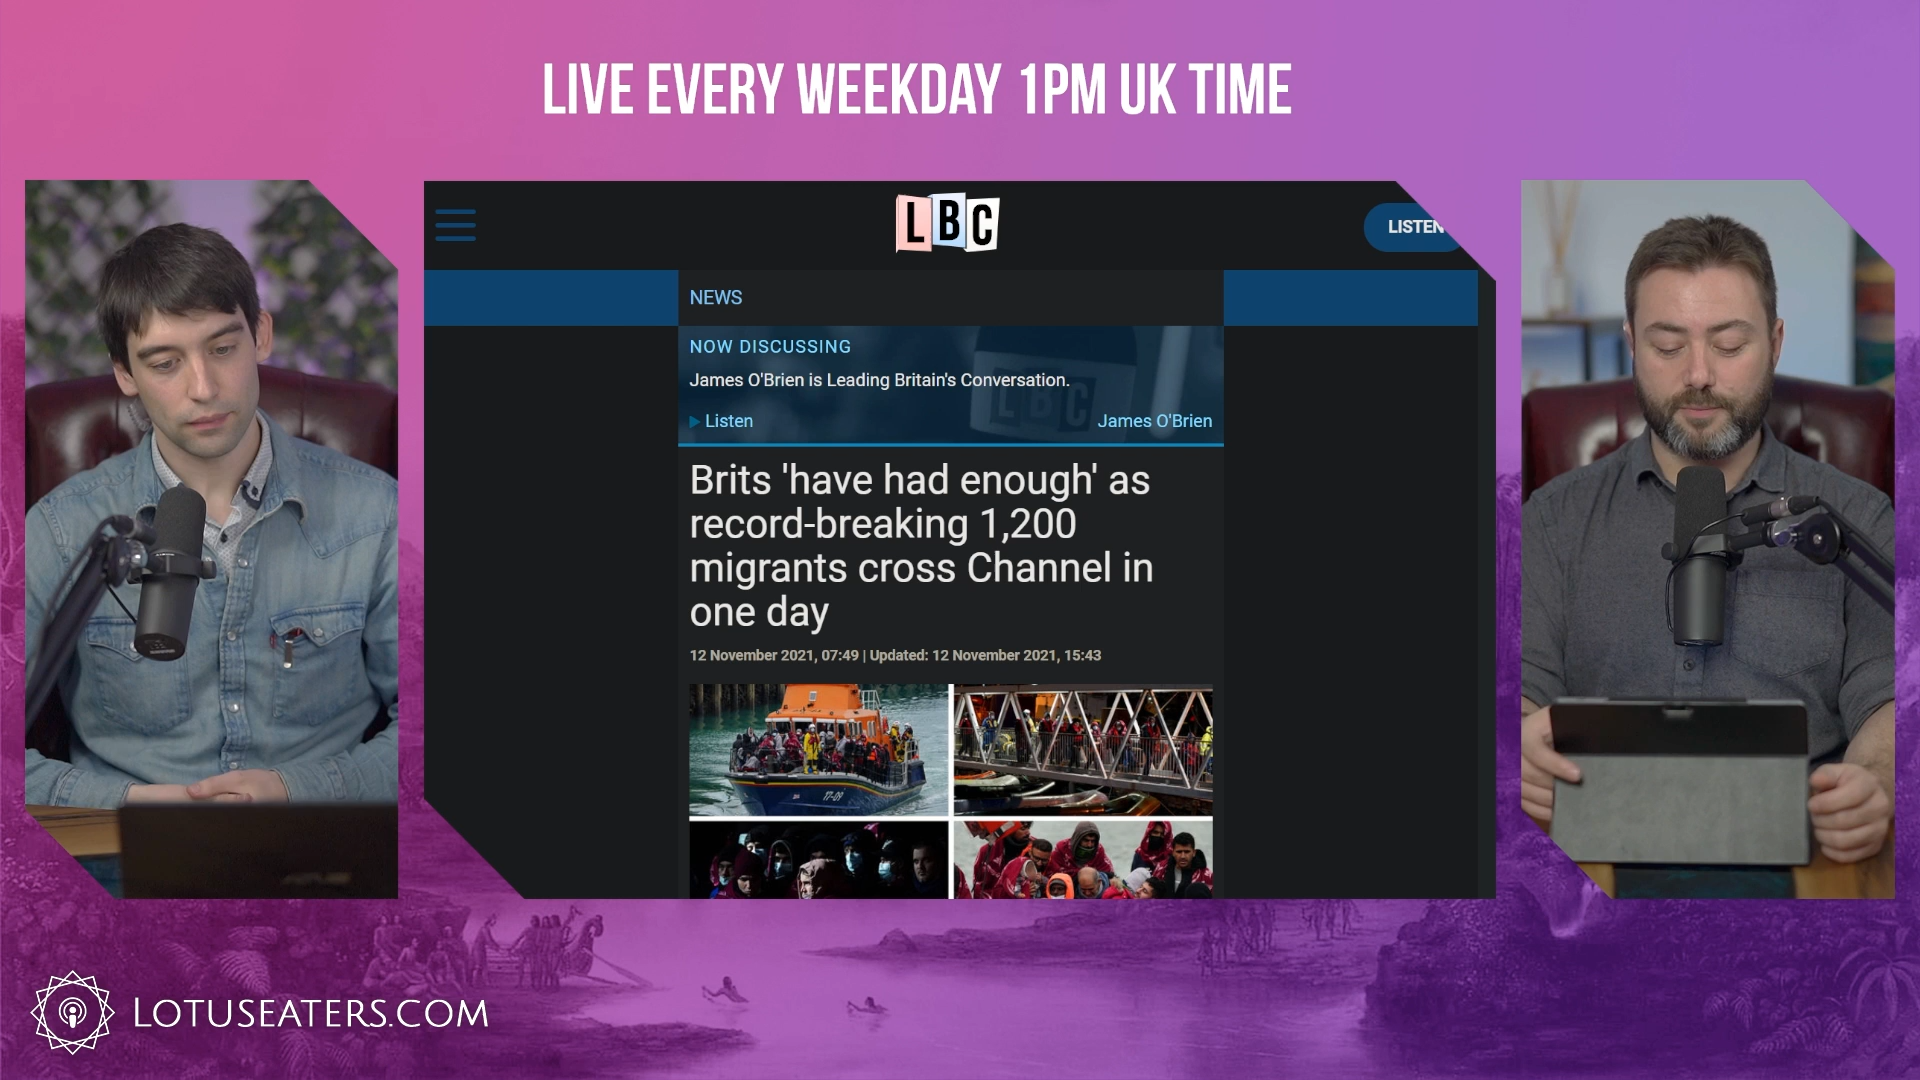 LIVE EVERY WEEKDAY 1PM UK TIME
LBC
LISTEN
NEWS
NOW DISCUSSING
James O'Brien is Leading Britain's Conversation.
Listen
James O'Brien
Brits 'have had enough' as
record-breaking 1,200
migrants cross Channel in
one day
12 November 2021, 07:49 | Updated: 12 November 2021, 15:43
17-09
LOTUSEATERS.COM